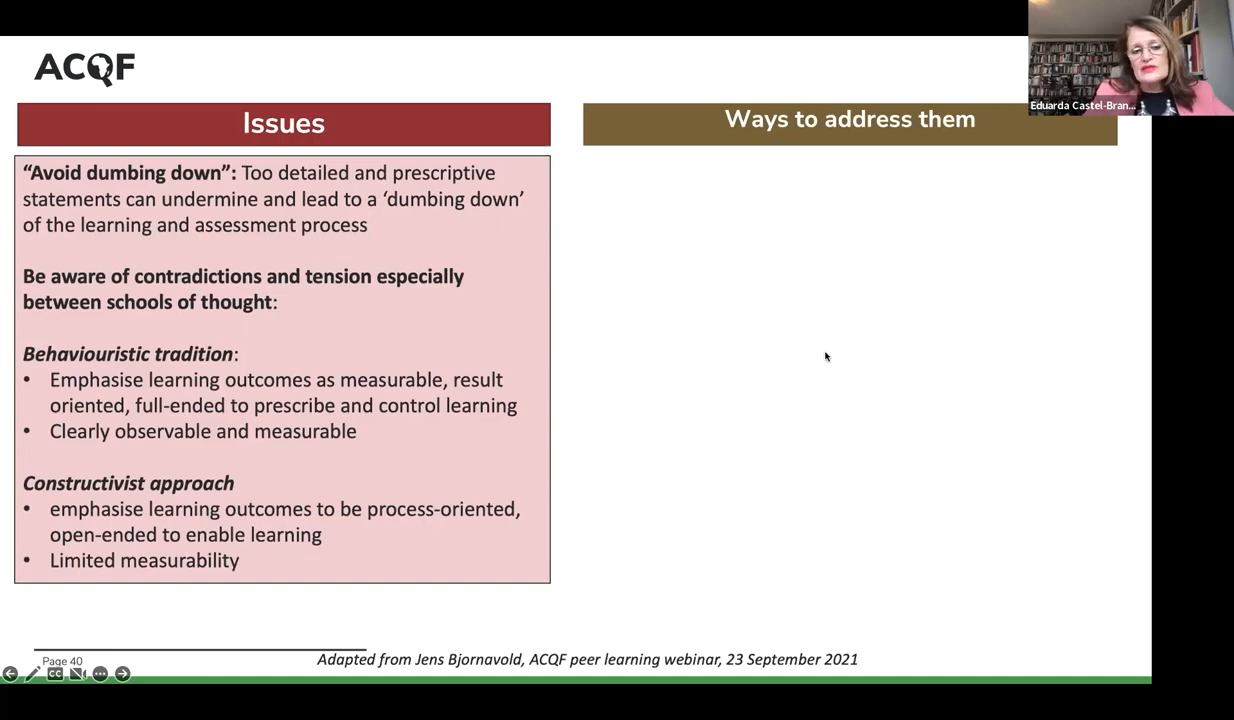 ACQF
Eduarda Castel-Bran...
Issues
Ways to address them
“Avoid dumbing down”: Too detailed and prescriptive
statements can undermine and lead to a ‘dumbing down’
of the learning and assessment process
Be aware of contradictions and tension especially
between schools of thought:
Behaviouristic tradition:
• Emphasise learning outcomes as measurable, result
oriented, full-ended to prescribe and control learning
• Clearly observable and measurable
Constructivist approach
• emphasise learning outcomes to be process-oriented,
open-ended to enable learning
• Limited measurability
Page 40
Adapted from Jens Bjornavold, ACQF peer learning webinar, 23 September 2021
CC